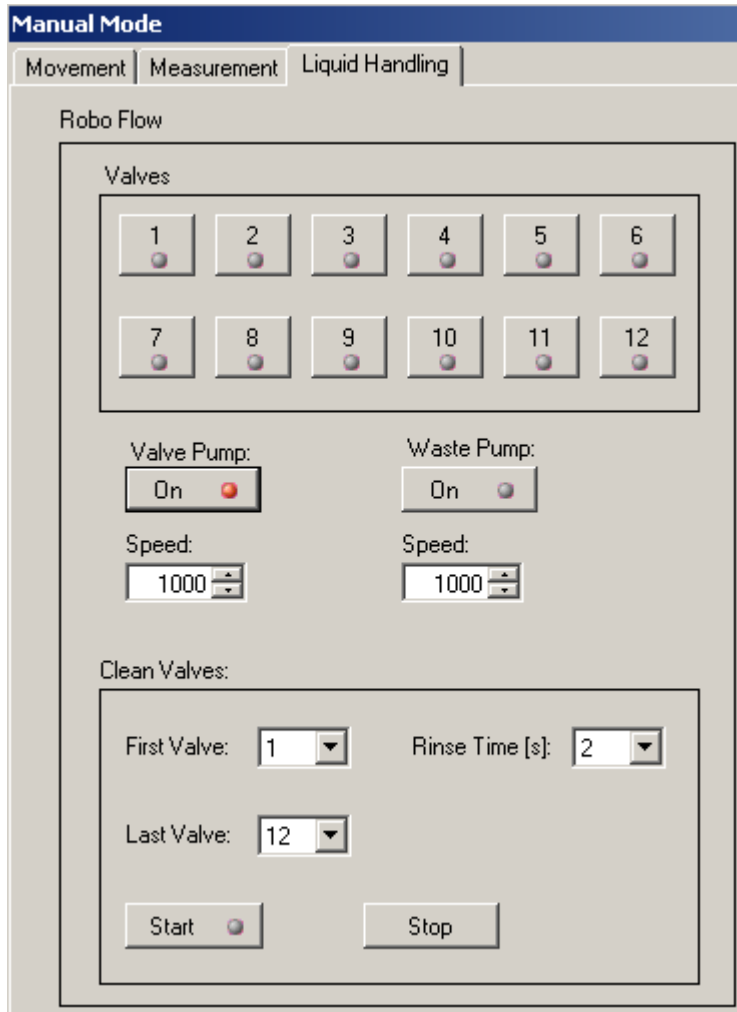 Manual Mode
Movement Measurement Liquid Handling
Robo Flow
Valves
1 2 3 4 5 6
7 8 9 10 11 12
Valve Pump: Waste Pump:
On On
Speed: Speed:
1000 1000
Clean Valves:
First Valve: 1 Rinse Time [s]: 2
Last Valve: 12
Start Stop